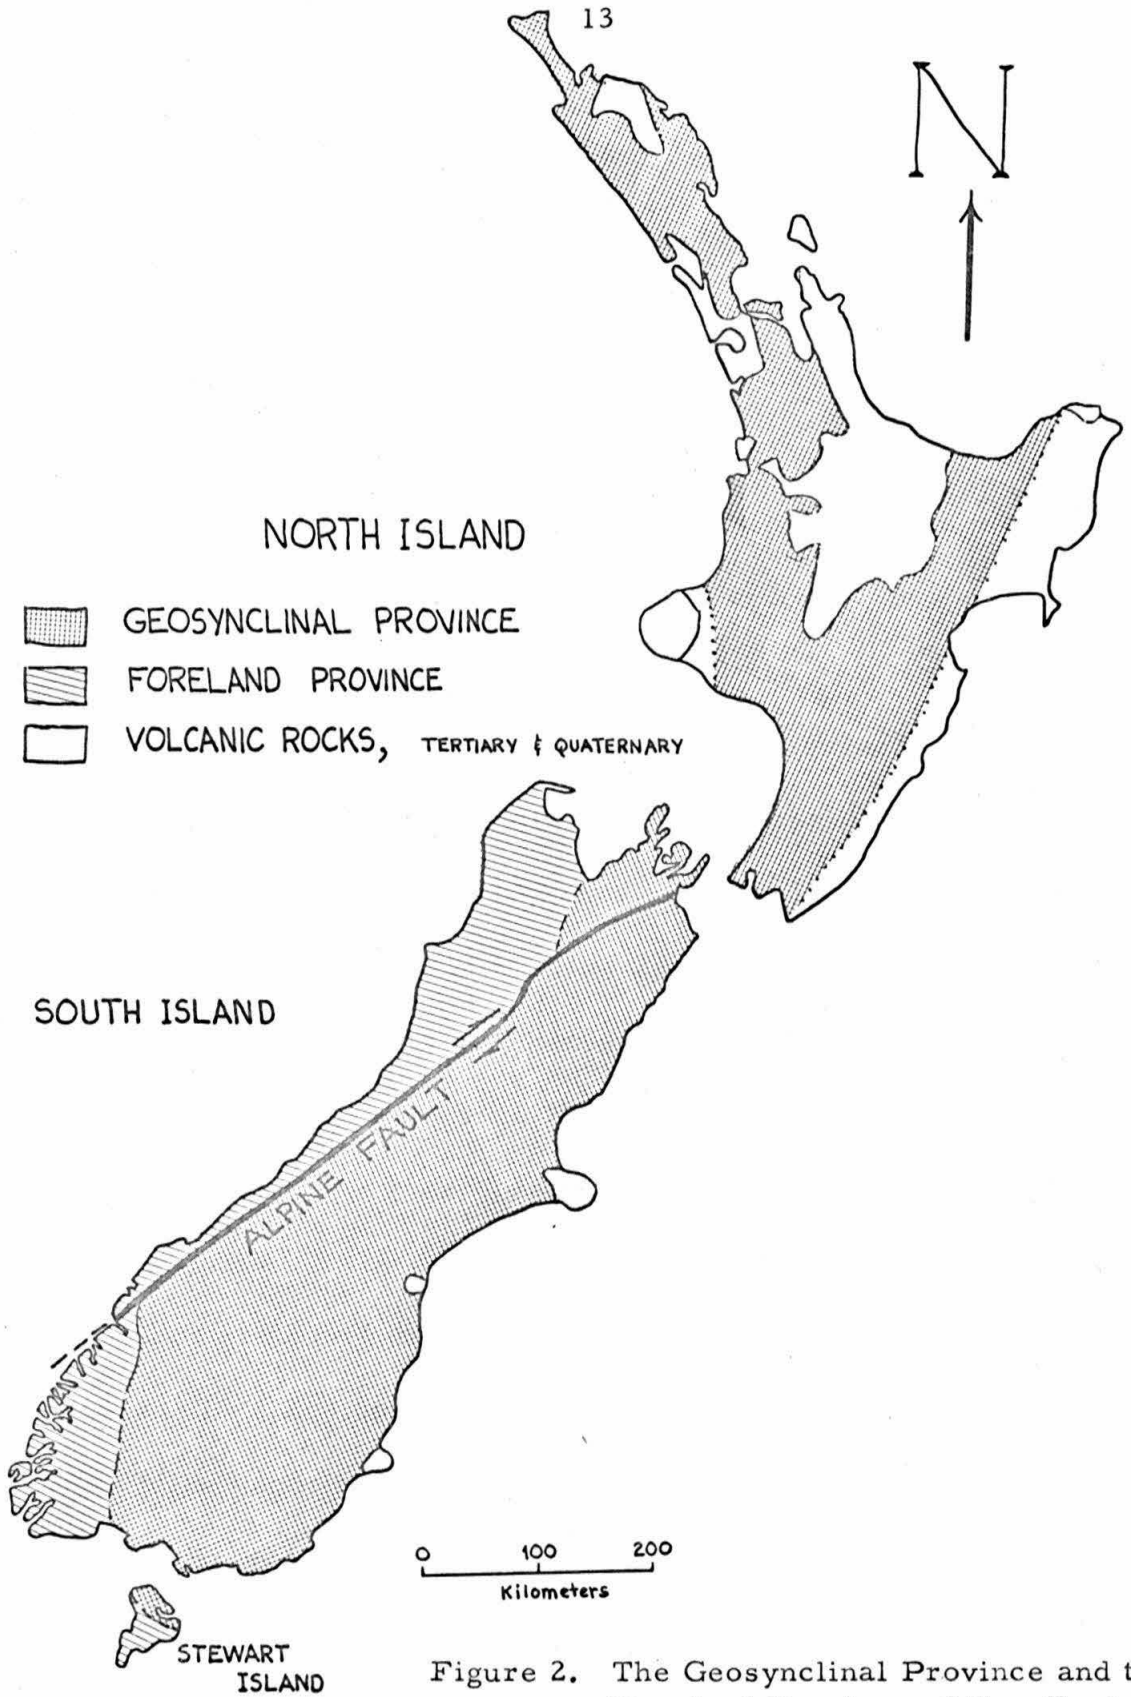 13
N
NORTH ISLAND
GEOSYNCLINAL PROVINCE
FORELAND PROVINCE
VOLCANIC ROCKS, TERTIARY & QUATERNARY
SOUTH ISLAND
ALPINE FAULT
0 100 200
Kilometers
STEWART
ISLAND
Figure 2. The Geosynclinal Province and